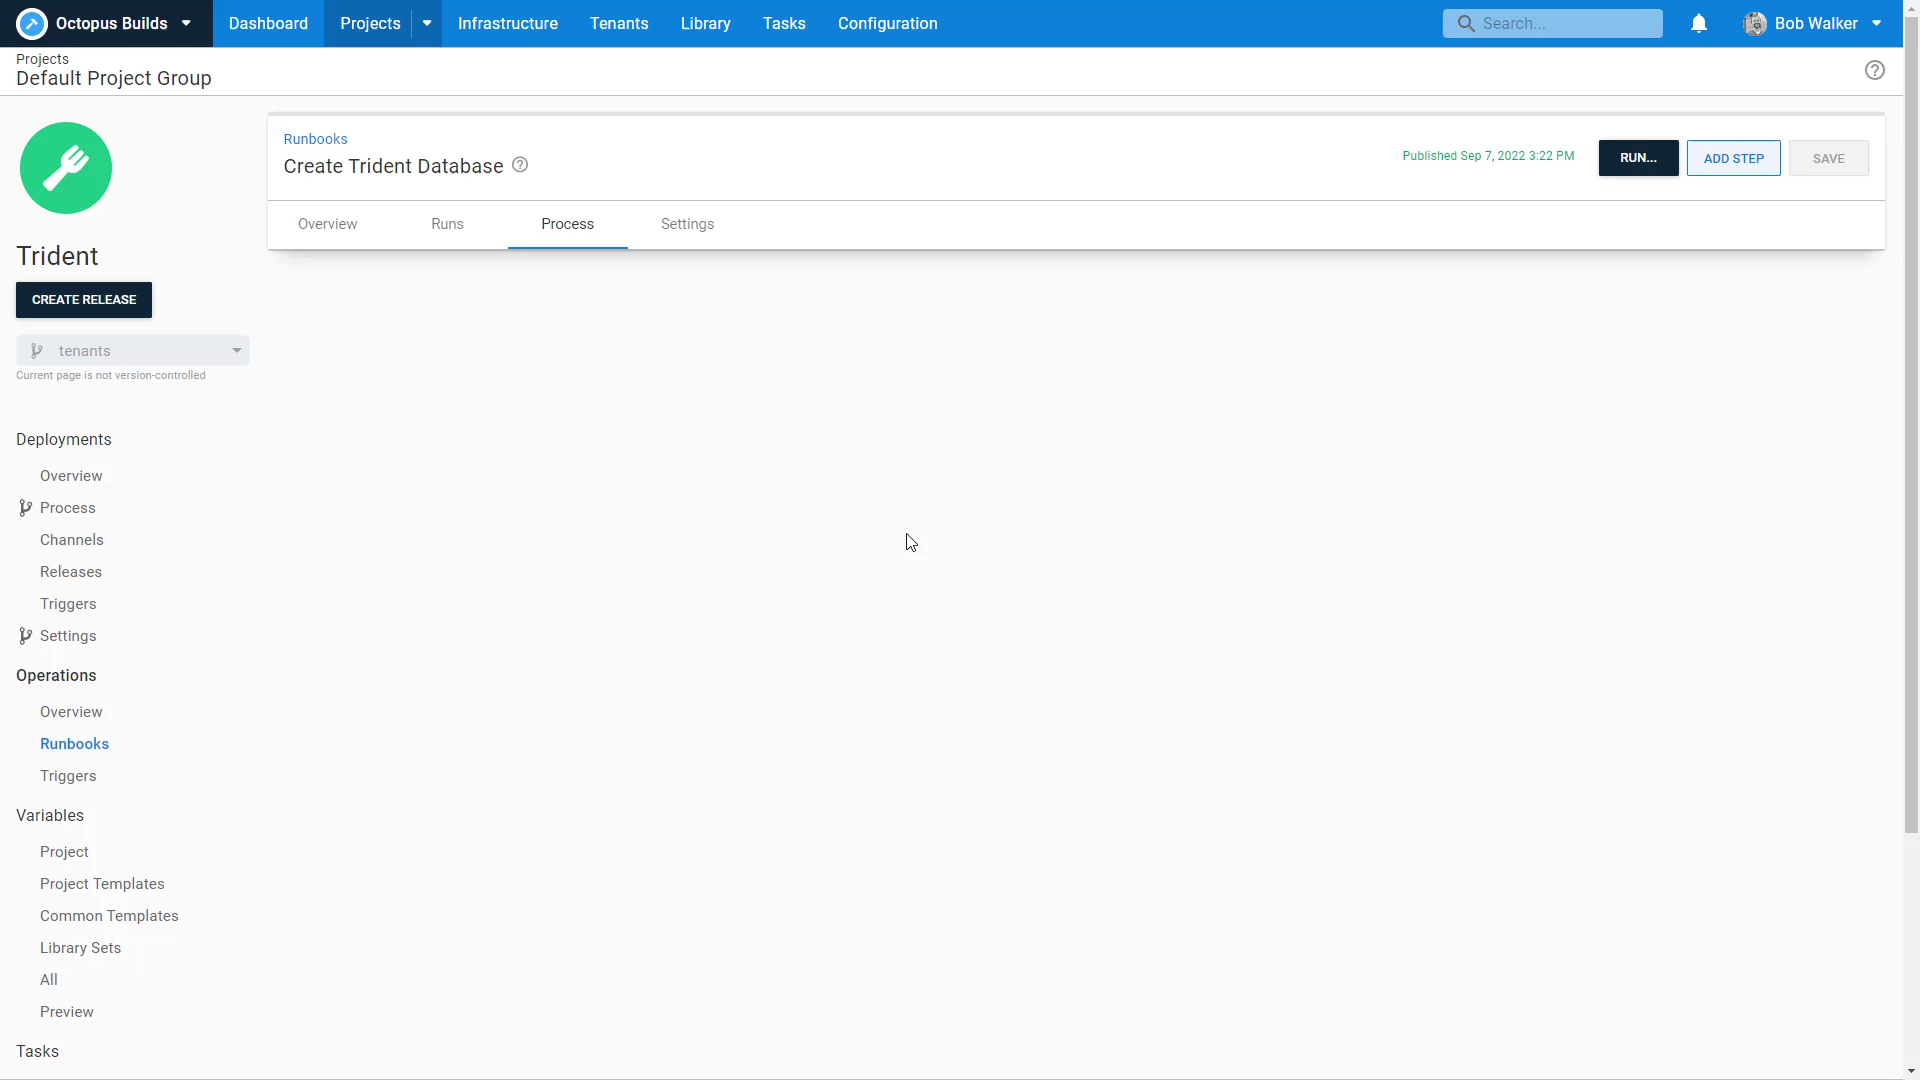 Octopus Builds
Dashboard
Projects
Infrastructure
Tenants
Library
Tasks
Configuration
Search...
Bob Walker
Projects
Default Project Group
Runbooks
Create Trident Database
Published Sep 7, 2022 3:22 PM
RUN...
ADD STEP
SAVE
Overview
Runs
Process
Settings
Trident
CREATE RELEASE
tenants
Current page is not version-controlled
Deployments
Overview
Process
Channels
Releases
Triggers
Settings
Operations
Overview
Runbooks
Triggers
Variables
Project
Project Templates
Common Templates
Library Sets
All
Preview
Tasks